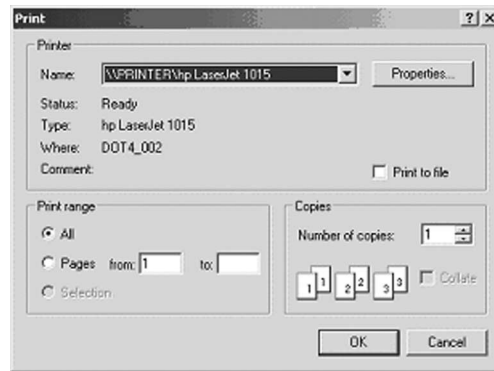 Print
Printer
Name: \\PRINTER\hp LaserJet 1015 Properties...
Status: Ready
Type: hp LaserJet 1015
Where: DOT4_002
Comment: Print to file
Print range
All
Pages from: 1 to:
Selection
Copies
Number of copies: 1
1 1 2 2 3 3 Collate
OK Cancel